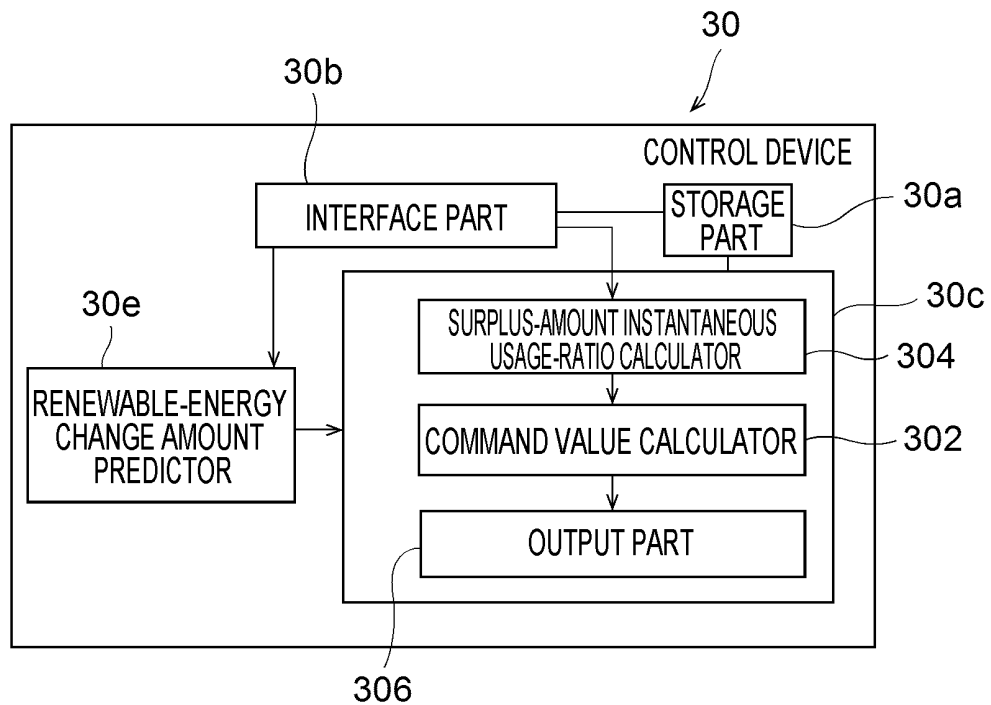 30
30b
CONTROL DEVICE
INTERFACE PART
STORAGE
PART
30a
30e
30c
SURPLUS-AMOUNT INSTANTANEOUS
USAGE-RATIO CALCULATOR
304
RENEWABLE-ENERGY
CHANGE AMOUNT
PREDICTOR
COMMAND VALUE CALCULATOR
302
OUTPUT PART
306